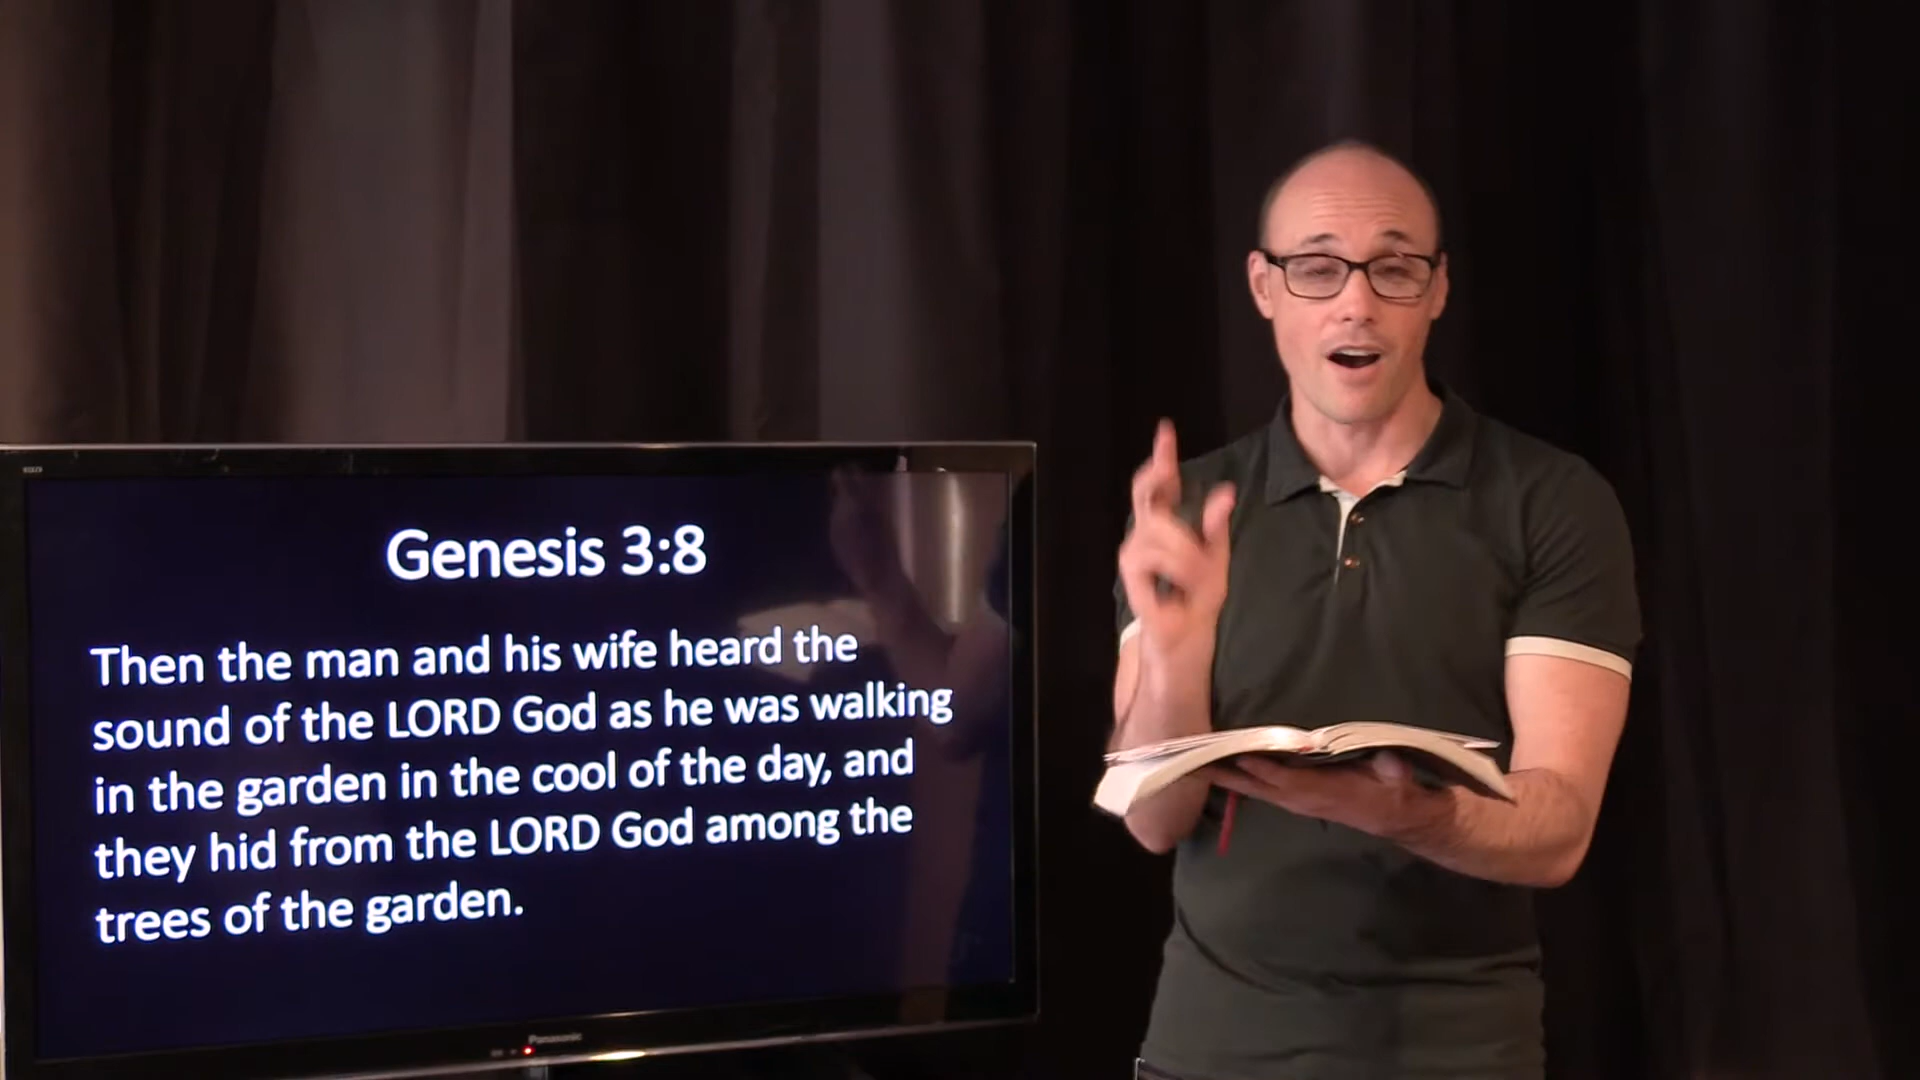 Genesis 3:8
Then the man and his wife heard the
sound of the LORD God as he was walking
in the garden in the cool of the day, and
they hid from the LORD God among the
trees of the garden.
Panasonic